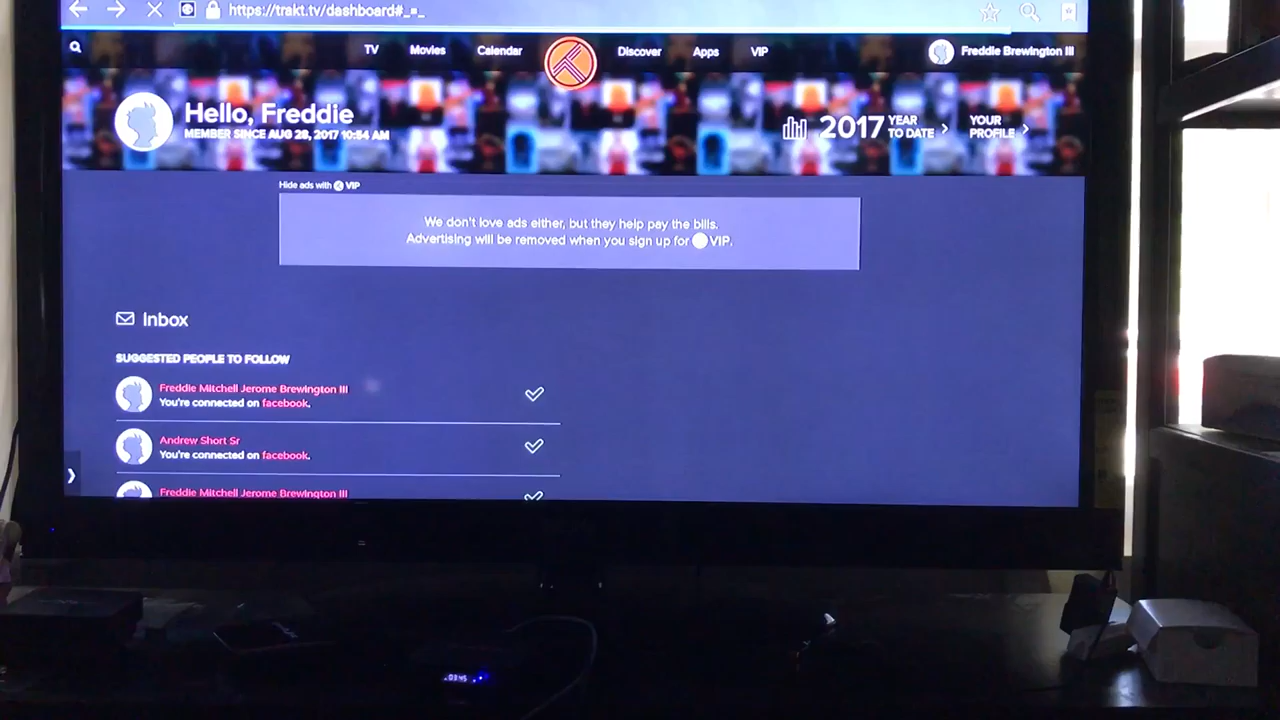 https://trakt.tv/dashboard#_=_
TV Movies Calendar Discover Apps VIP Freddie Brewington III
Hello, Freddie
MEMBER SINCE AUG 28, 2017 10:54 AM
2017 YEAR TO DATE
YOUR PROFILE
Hide ads with VIP
We don't love ads either, but they help pay the bills.
Advertising will be removed when you sign up for VIP.
Inbox
SUGGESTED PEOPLE TO FOLLOW
Freddie Mitchell Jerome Brewington III
You're connected on facebook.
Andrew Short Sr
You're connected on facebook.
Freddie Mitchell Jerome Brewington III